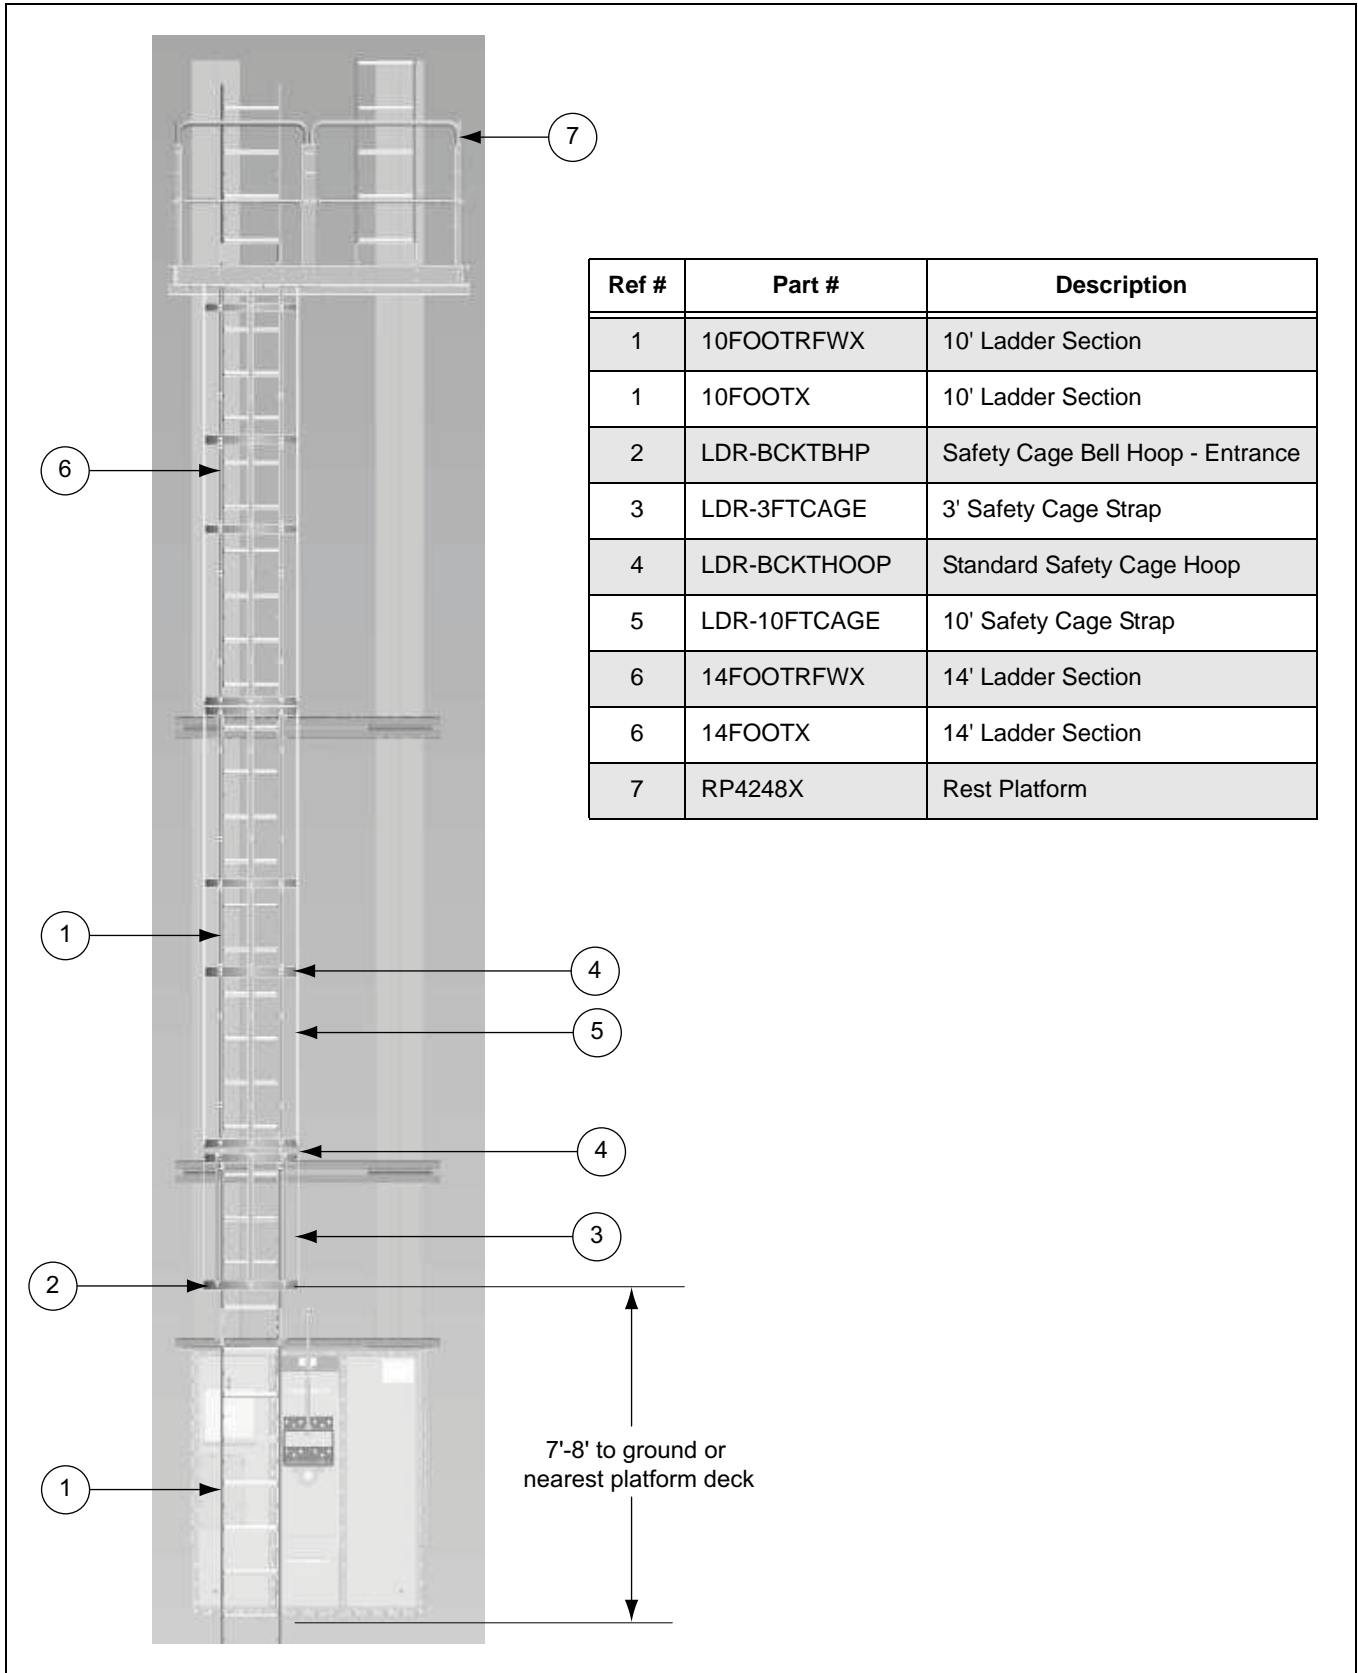 7
Ref # Part # Description
1 10FOOTRFWX 10' Ladder Section
1 10FOOTX 10' Ladder Section
2 LDR-BCKTBHP Safety Cage Bell Hoop - Entrance
3 LDR-3FTCAGE 3' Safety Cage Strap
4 LDR-BCKTHOOP Standard Safety Cage Hoop
5 LDR-10FTCAGE 10' Safety Cage Strap
6 14FOOTRFWX 14' Ladder Section
6 14FOOTX 14' Ladder Section
7 RP4248X Rest Platform
6
1
4
5
4
3
2
7'-8' to ground or
nearest platform deck
1